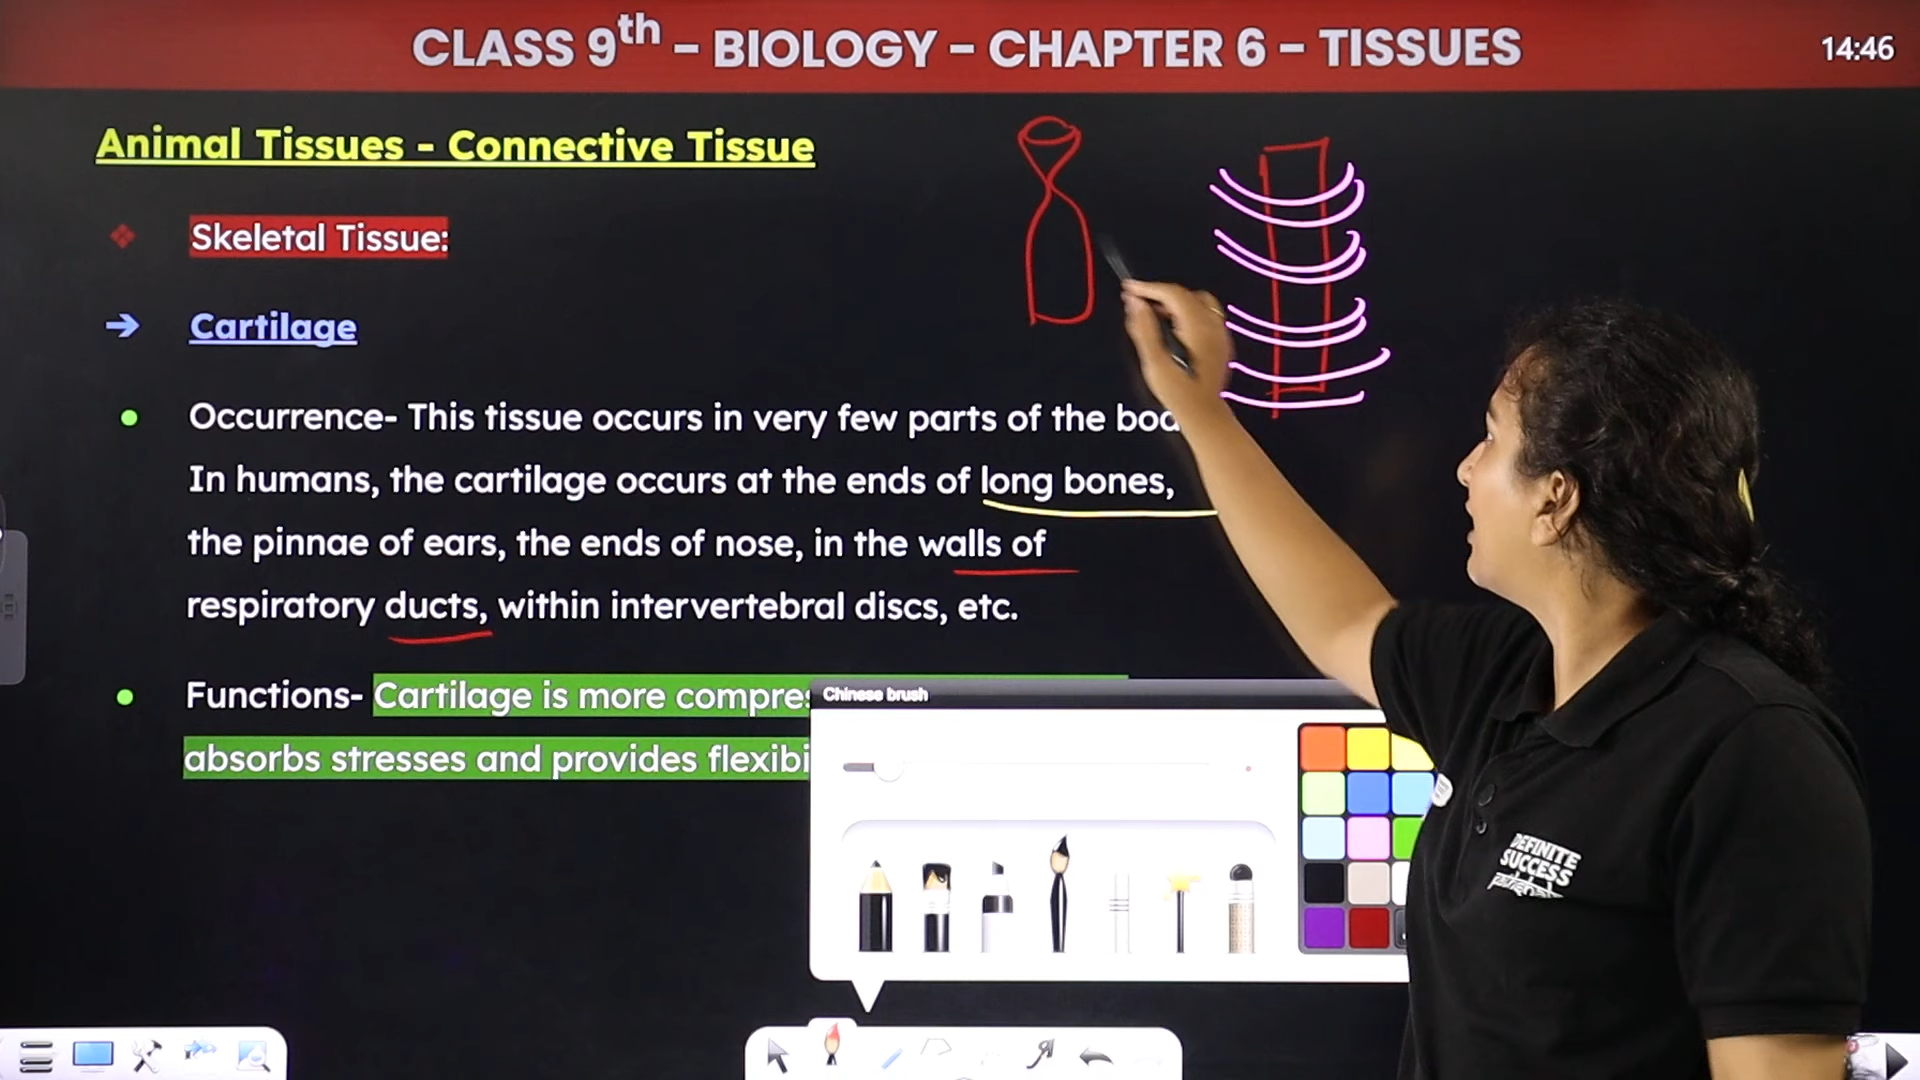 CLASS 9th - BIOLOGY - CHAPTER 6 - TISSUES
14:46
Animal Tissues - Connective Tissue
Skeletal Tissue:
Cartilage
Occurrence- This tissue occurs in very few parts of the
In humans, the cartilage occurs at the ends of long bones,
the pinnae of ears, the ends of nose, in the walls of
respiratory ducts, within intervertebral discs, etc.
Functions- Cartilage is more
absorbs stresses and provides
Chinese brush
DEFINITE
SUCCESS